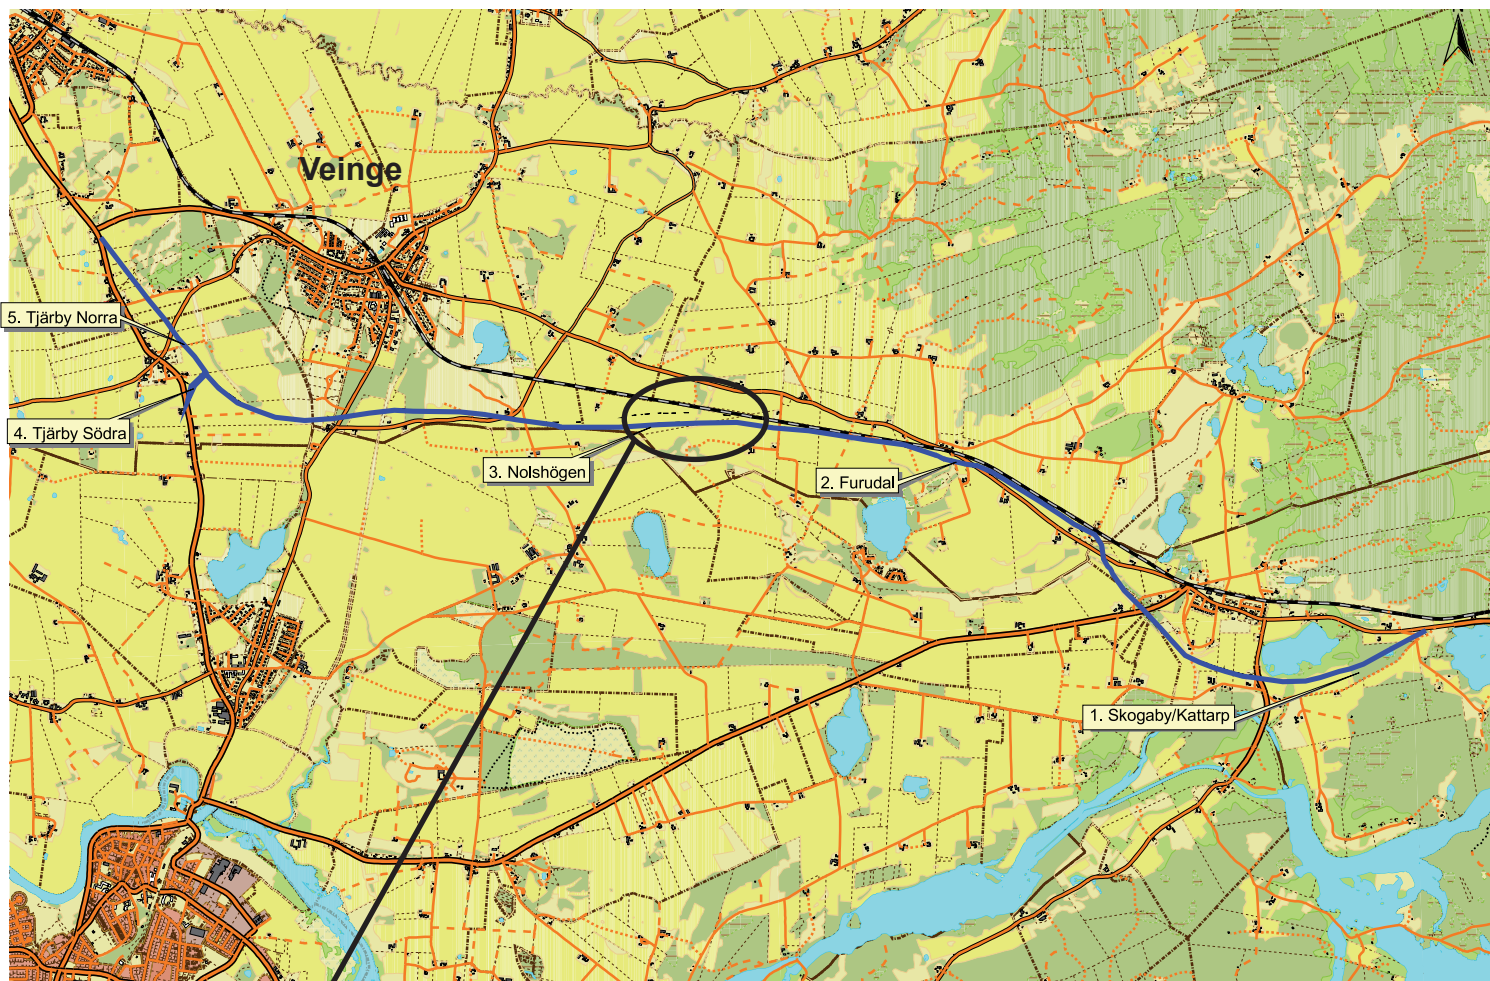 Veinge
5. Tjärby Norra
4. Tjärby Södra
3. Nolshögen
2. Furudal
1. Skogaby/Kattarp